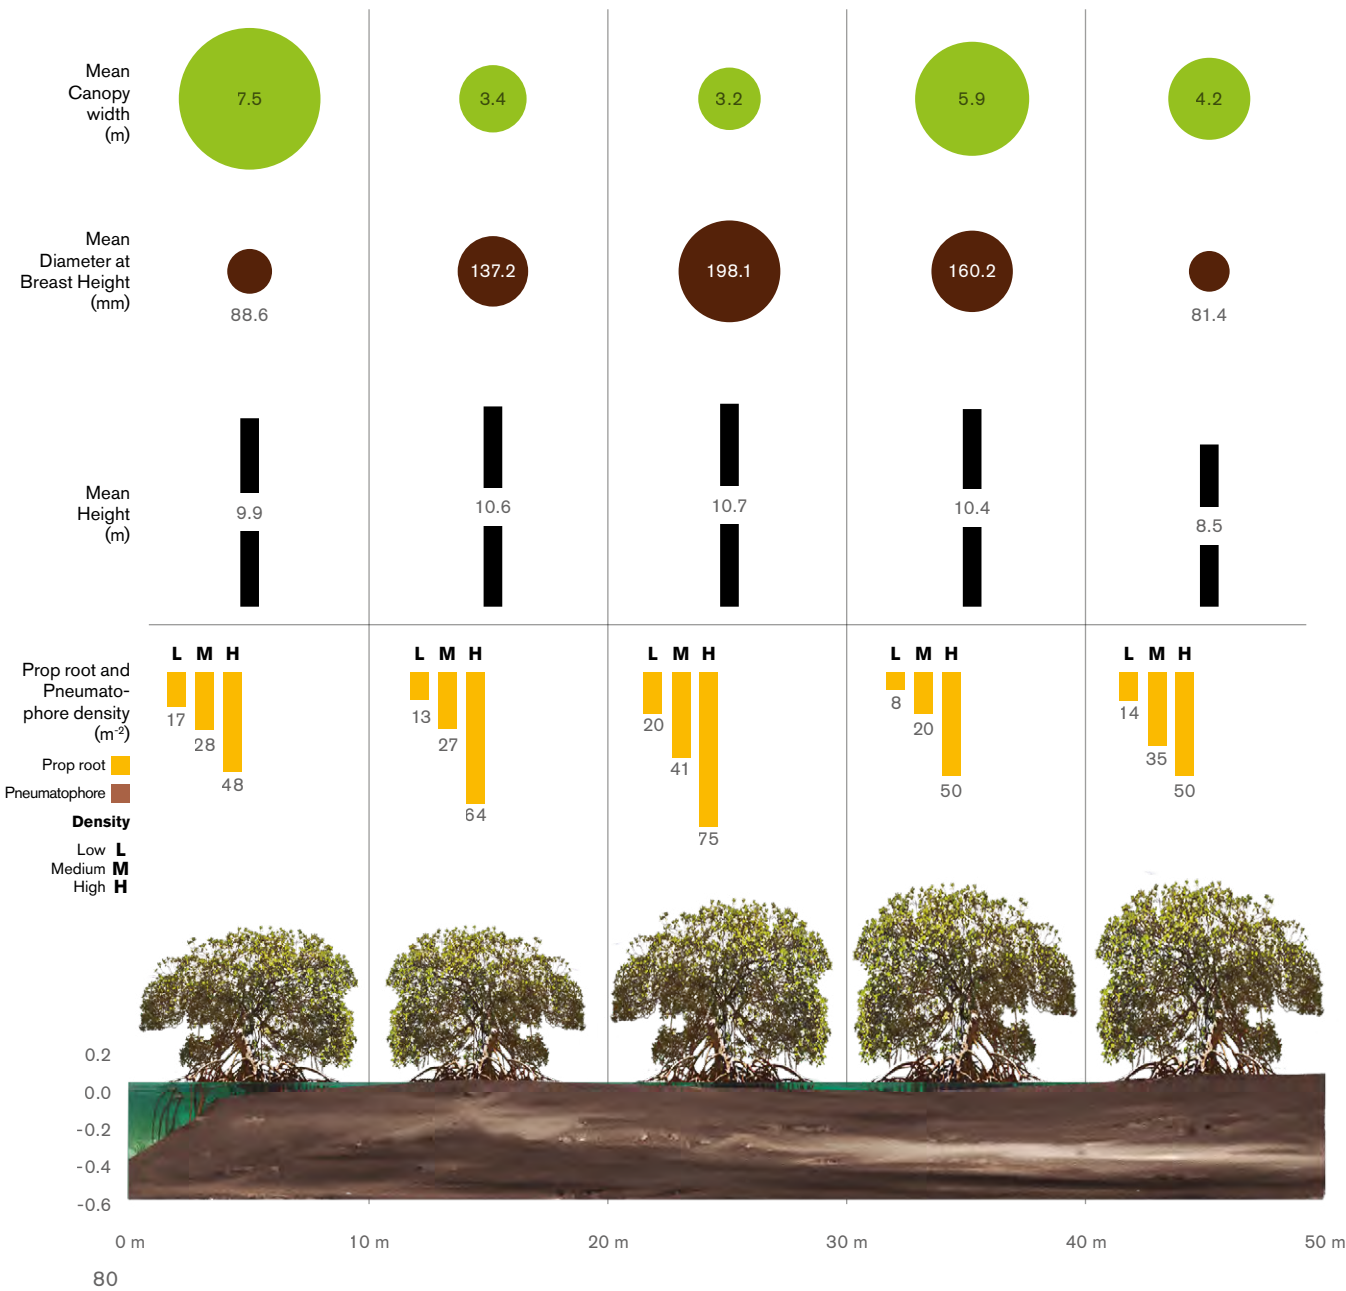 Mean
Canopy
width
(m)
7.5
3.4
3.2
5.9
4.2
Mean
Diameter at
Breast Height
(mm)
88.6
137.2
198.1
160.2
81.4
Mean
Height
(m)
9.9
10.6
10.7
10.4
8.5
Prop root and
Pneumato-
phore density
(m⁻²)
Prop root
Pneumatophore
Density
Low L
Medium M
High H
L M H
17
28
48
L M H
13
27
64
L M H
20
41
75
L M H
8
20
50
L M H
14
35
50
0.2
0.0
-0.2
-0.4
-0.6
0 m
10 m
20 m
30 m
40 m
50 m
80